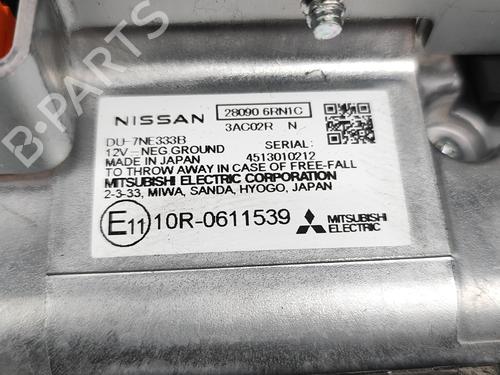 NISSAN
28090 6RN1C
3AC02R N
DU-7NE333B
12V-NEG GROUND
SERIAL:
MADE IN JAPAN
4513010212
TO THROW AWAY IN CASE OF FREE-FALL
MITSUBISHI ELECTRIC CORPORATION
2-3-33, MIWA, SANDA, HYOGO, JAPAN
E11 10R-0611539
MITSUBISHI
ELECTRIC
B-PARTS